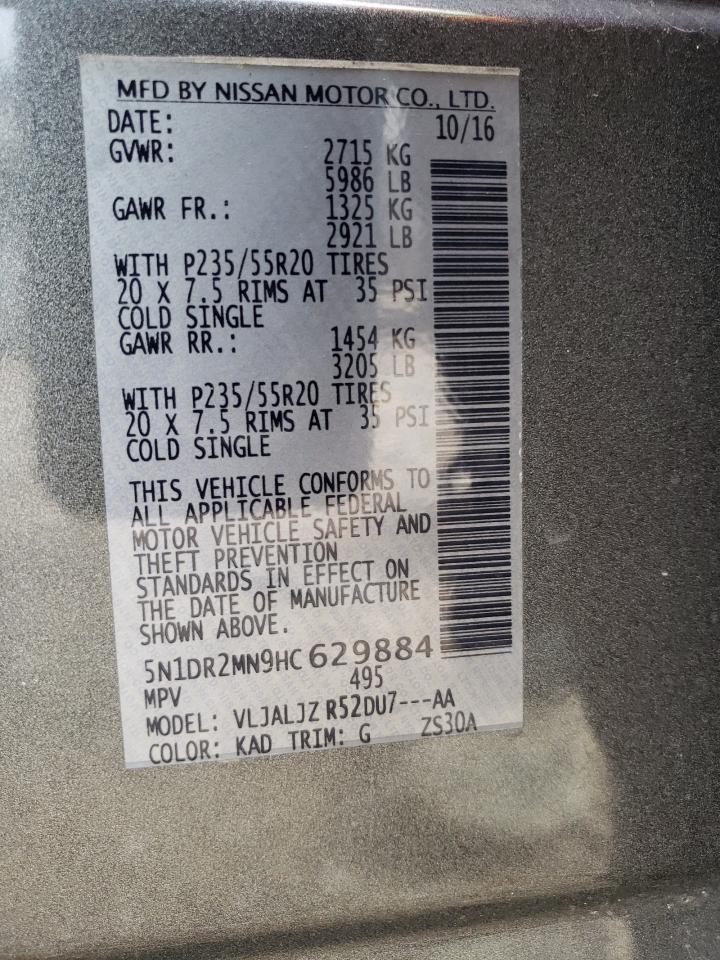 MFD BY NISSAN MOTOR CO., LTD.
DATE: 10/16
GVWR: 2715 KG
5986 LB
GAWR FR.: 1325 KG
2921 LB
WITH P235/55R20 TIRES
20 X 7.5 RIMS AT 35 PSI
COLD SINGLE
GAWR RR.: 1454 KG
3205 LB
WITH P235/55R20 TIRES
20 X 7.5 RIMS AT 35 PSI
COLD SINGLE
THIS VEHICLE CONFORMS TO
ALL APPLICABLE FEDERAL
MOTOR VEHICLE SAFETY AND
THEFT PREVENTION
STANDARDS IN EFFECT ON
THE DATE OF MANUFACTURE
SHOWN ABOVE.
5N1DR2MN9HC629884
MPV 495
MODEL: VLJALJZ R52DU7---AA
COLOR: KAD TRIM: G ZS30A